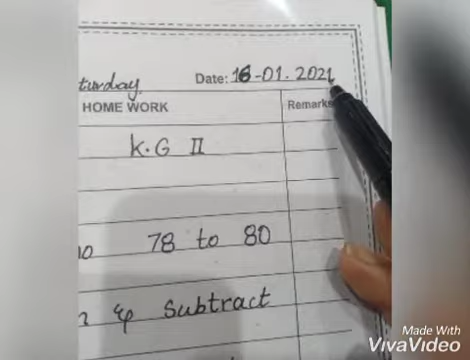 turday Date: 16-01.2021
HOME WORK Remarks
K.G II
78 to 80
& Subtract
Made With
VivaVideo